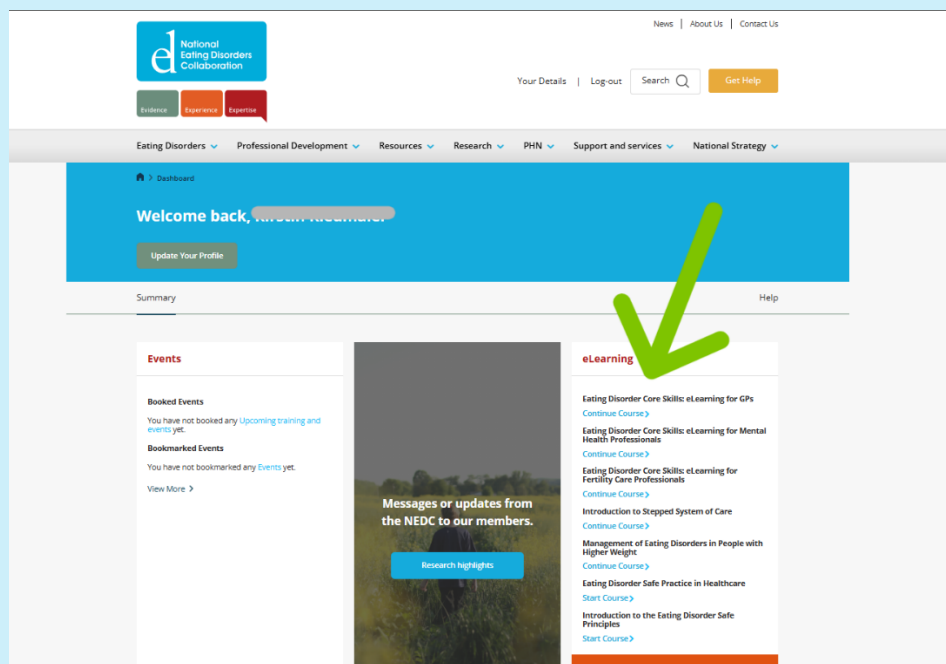 News | About Us | Contact Us
National
Eating Disorders
Collaboration
Evidence
Experience
Expertise
Your Details | Log-out
Search
Get Help
Eating Disorders
Professional Development
Resources
Research
PHN
Support and services
National Strategy
> Dashboard
Welcome back,
Update Your Profile
Summary
Help
Events
Booked Events
You have not booked any Upcoming training and
events yet.
Bookmarked Events
You have not bookmarked any Events yet.
View More >
Messages or updates from
the NEDC to our members.
Research highlights
eLearning
Eating Disorder Core Skills: eLearning for GPs
Continue Course >
Eating Disorder Core Skills: eLearning for Mental
Health Professionals
Continue Course >
Eating Disorder Core Skills: eLearning for
Fertility Care Professionals
Continue Course >
Introduction to Stepped System of Care
Continue Course >
Management of Eating Disorders in People with
Higher Weight
Continue Course >
Eating Disorder Safe Practice in Healthcare
Start Course >
Introduction to the Eating Disorder Safe
Principles
Start Course >